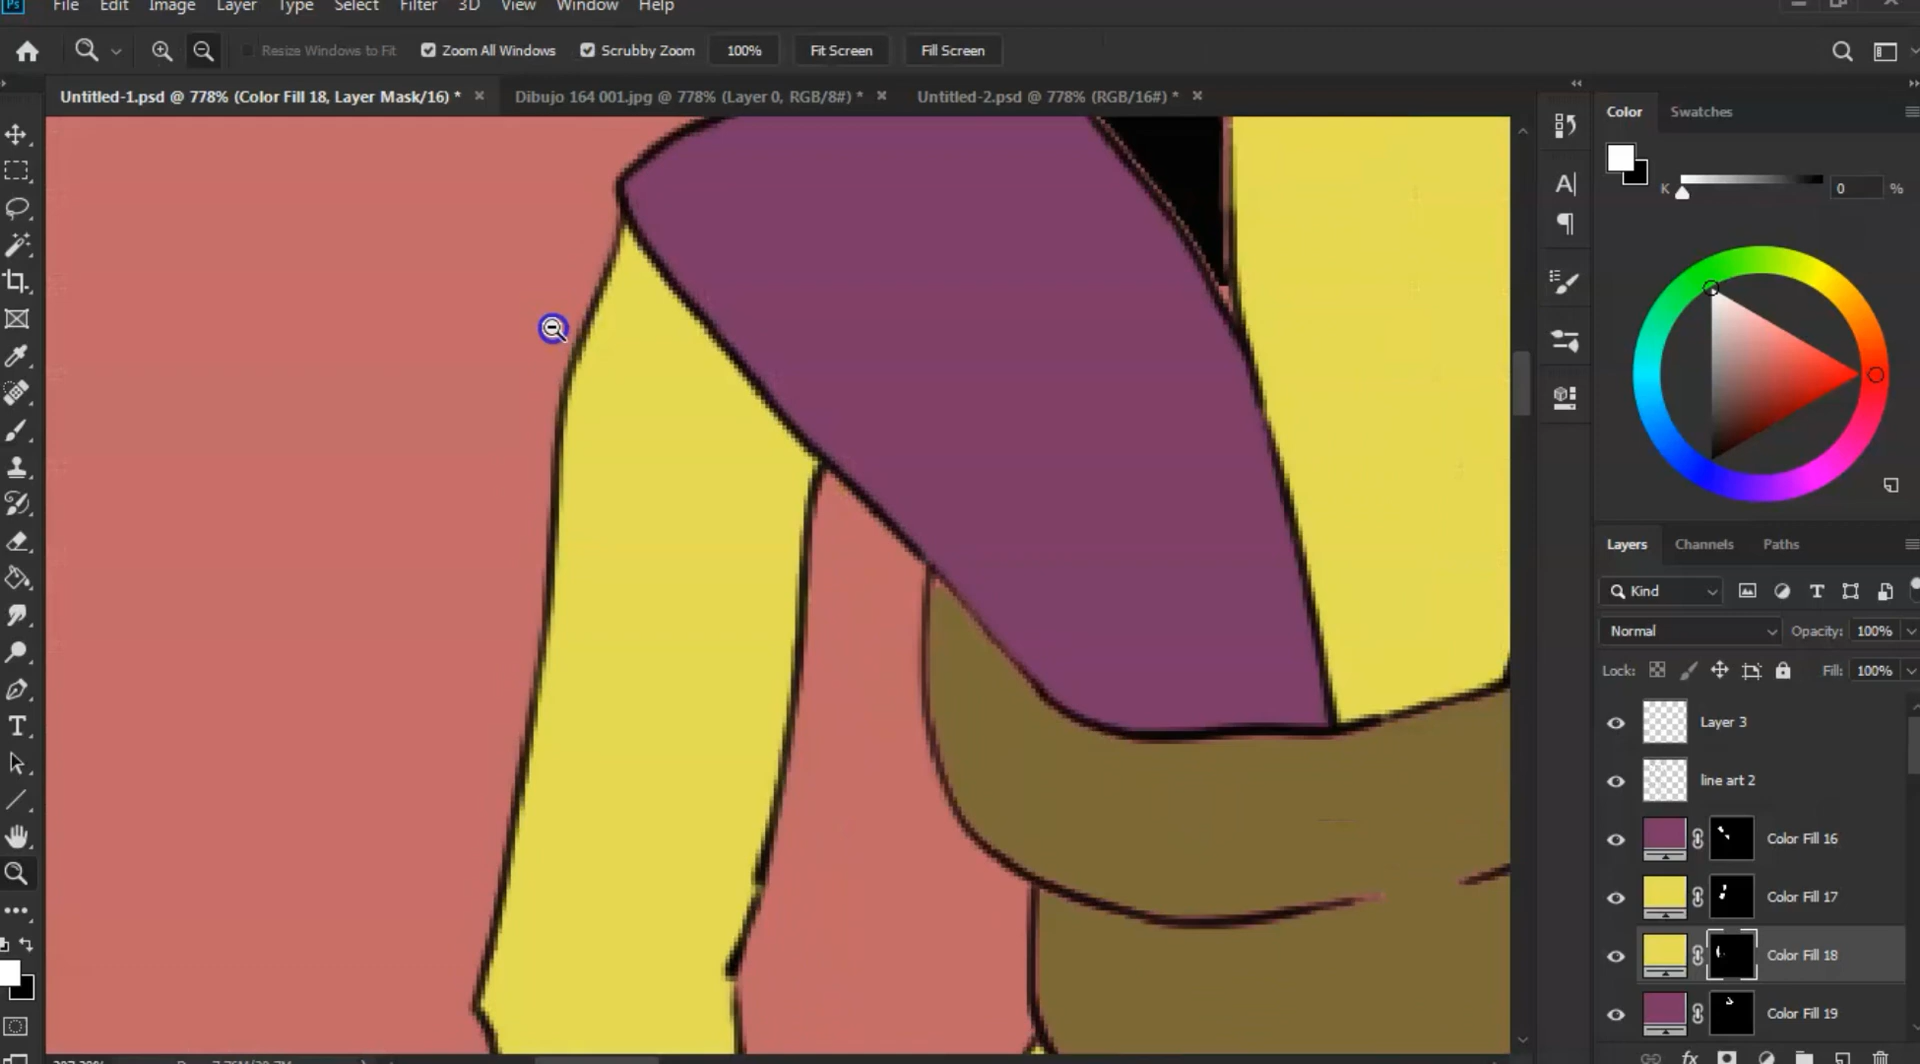 Ps File Edit Image Layer Type Select Filter 3D View Window Help
Resize Windows to Fit Zoom All Windows Scrubby Zoom 100% Fit Screen Fill Screen
Untitled-1.psd @ 778% (Color Fill 18, Layer Mask/16) * Dibujo 164 001.jpg @ 778% (Layer 0, RGB/8#) * Untitled-2.psd @ 778% (RGB/16#) *
Color Swatches
K 0 %
Layers Channels Paths
Kind
Normal Opacity: 100%
Lock: Fill: 100%
Layer 3
line art 2
Color Fill 16
Color Fill 17
Color Fill 18
Color Fill 19